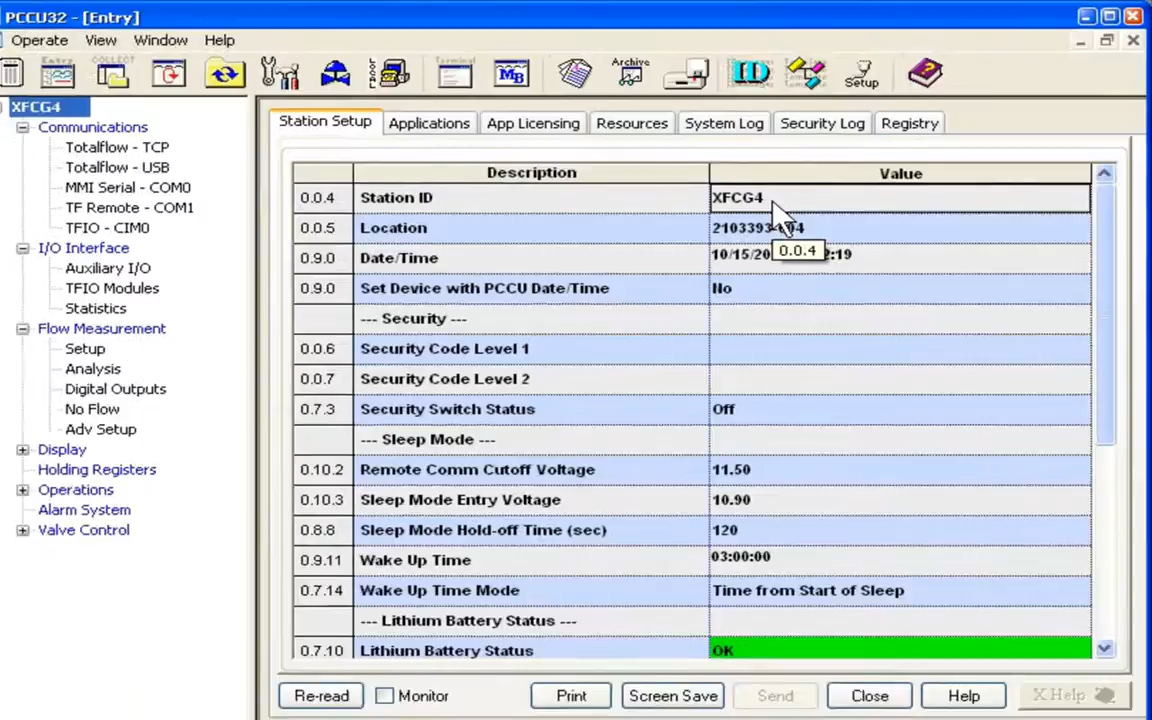 PCCU32 - [Entry]
Operate View Window Help
Archive
Setup
XFCG4
Communications
Totalflow - TCP
Totalflow - USB
MMI Serial - COM0
TF Remote - COM1
TFIO - CIM0
I/O Interface
Auxiliary I/O
TFIO Modules
Statistics
Flow Measurement
Setup
Analysis
Digital Outputs
No Flow
Adv Setup
Display
Holding Registers
Operations
Alarm System
Valve Control
Station Setup Applications App Licensing Resources System Log Security Log Registry
Description Value
0.0.4 Station ID XFCG4
0.0.5 Location
0.9.0 Date/Time
0.0.4
0.9.0 Set Device with PCCU Date/Time No
--- Security ---
0.0.6 Security Code Level 1
0.0.7 Security Code Level 2
0.7.3 Security Switch Status Off
--- Sleep Mode ---
0.10.2 Remote Comm Cutoff Voltage 11.50
0.10.3 Sleep Mode Entry Voltage 10.90
0.8.8 Sleep Mode Hold-off Time (sec) 120
0.9.11 Wake Up Time 03:00:00
0.7.14 Wake Up Time Mode Time from Start of Sleep
--- Lithium Battery Status ---
0.7.10 Lithium Battery Status OK
Re-read Monitor Print Screen Save Send Close Help X Help